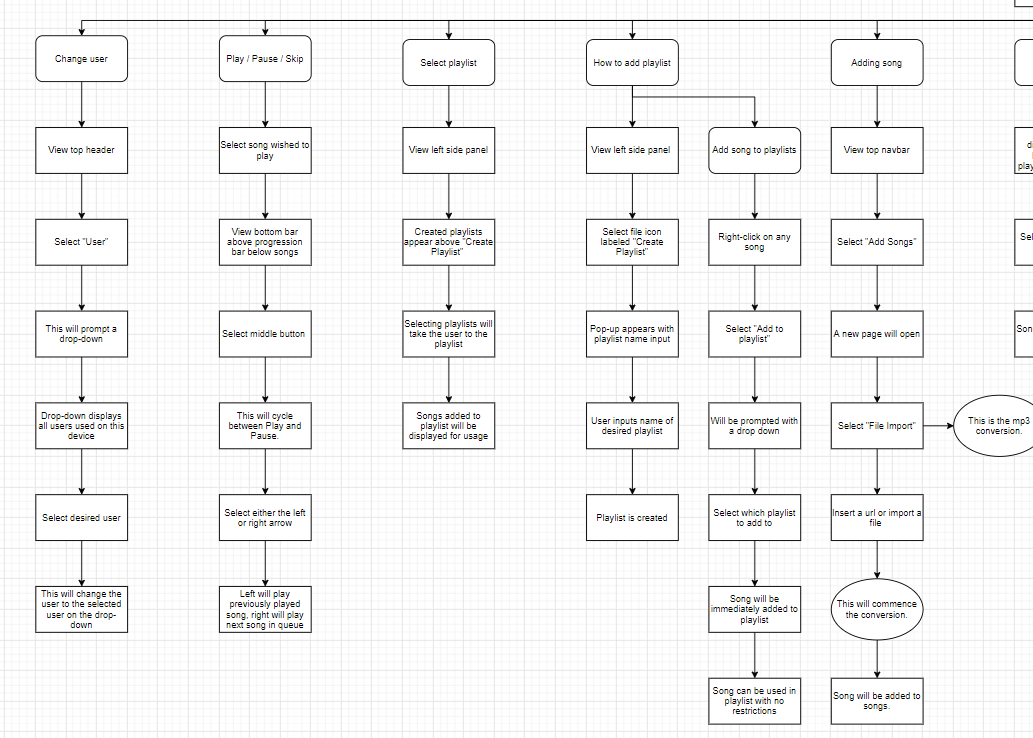 Change user
View top header
Select "User"
This will prompt a
drop-down
Drop-down displays
all users used on this
device
Select desired user
This will change the
user to the selected
user on the drop-
down
Play / Pause / Skip
Select song wished to
play
View bottom bar
above progression
bar below songs
Select middle button
This will cycle
between Play and
Pause.
Select either the left
or right arrow
Left will play
previously played
song, right will play
next song in queue
Select playlist
View left side panel
Created playlists
appear above "Create
Playlist"
Selecting playlists will
take the user to the
playlist
Songs added to
playlist will be
displayed for usage
How to add playlist
View left side panel
Select file icon
labeled "Create
Playlist"
Pop-up appears with
playlist name input
User inputs name of
desired playlist
Playlist is created
Add song to playlists
Right-click on any
song
Select "Add to
playlist"
Will be prompted with
a drop down
Select which playlist
to add to
Song will be
immediately added to
playlist
Song can be used in
playlist with no
restrictions
Adding song
View top navbar
Select "Add Songs"
A new page will open
Select "File Import"
Insert a url or import a
file
This will commence
the conversion.
Song will be added to
songs.
This is the mp3
conversion.